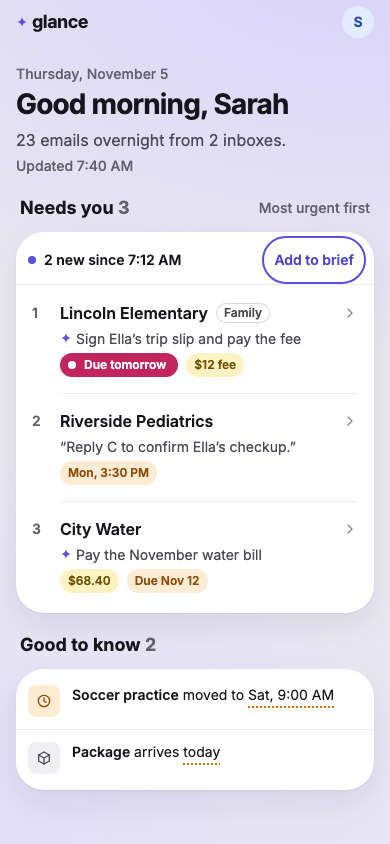 glance
S
Thursday, November 5
Good morning, Sarah
23 emails overnight from 2 inboxes.
Updated 7:40 AM
Needs you 3
Most urgent first
2 new since 7:12 AM
Add to brief
1
Lincoln Elementary Family
Sign Ella’s trip slip and pay the fee
Due tomorrow $12 fee
2
Riverside Pediatrics
“Reply C to confirm Ella’s checkup.”
Mon, 3:30 PM
3
City Water
Pay the November water bill
$68.40 Due Nov 12
Good to know 2
Soccer practice moved to Sat, 9:00 AM
Package arrives today